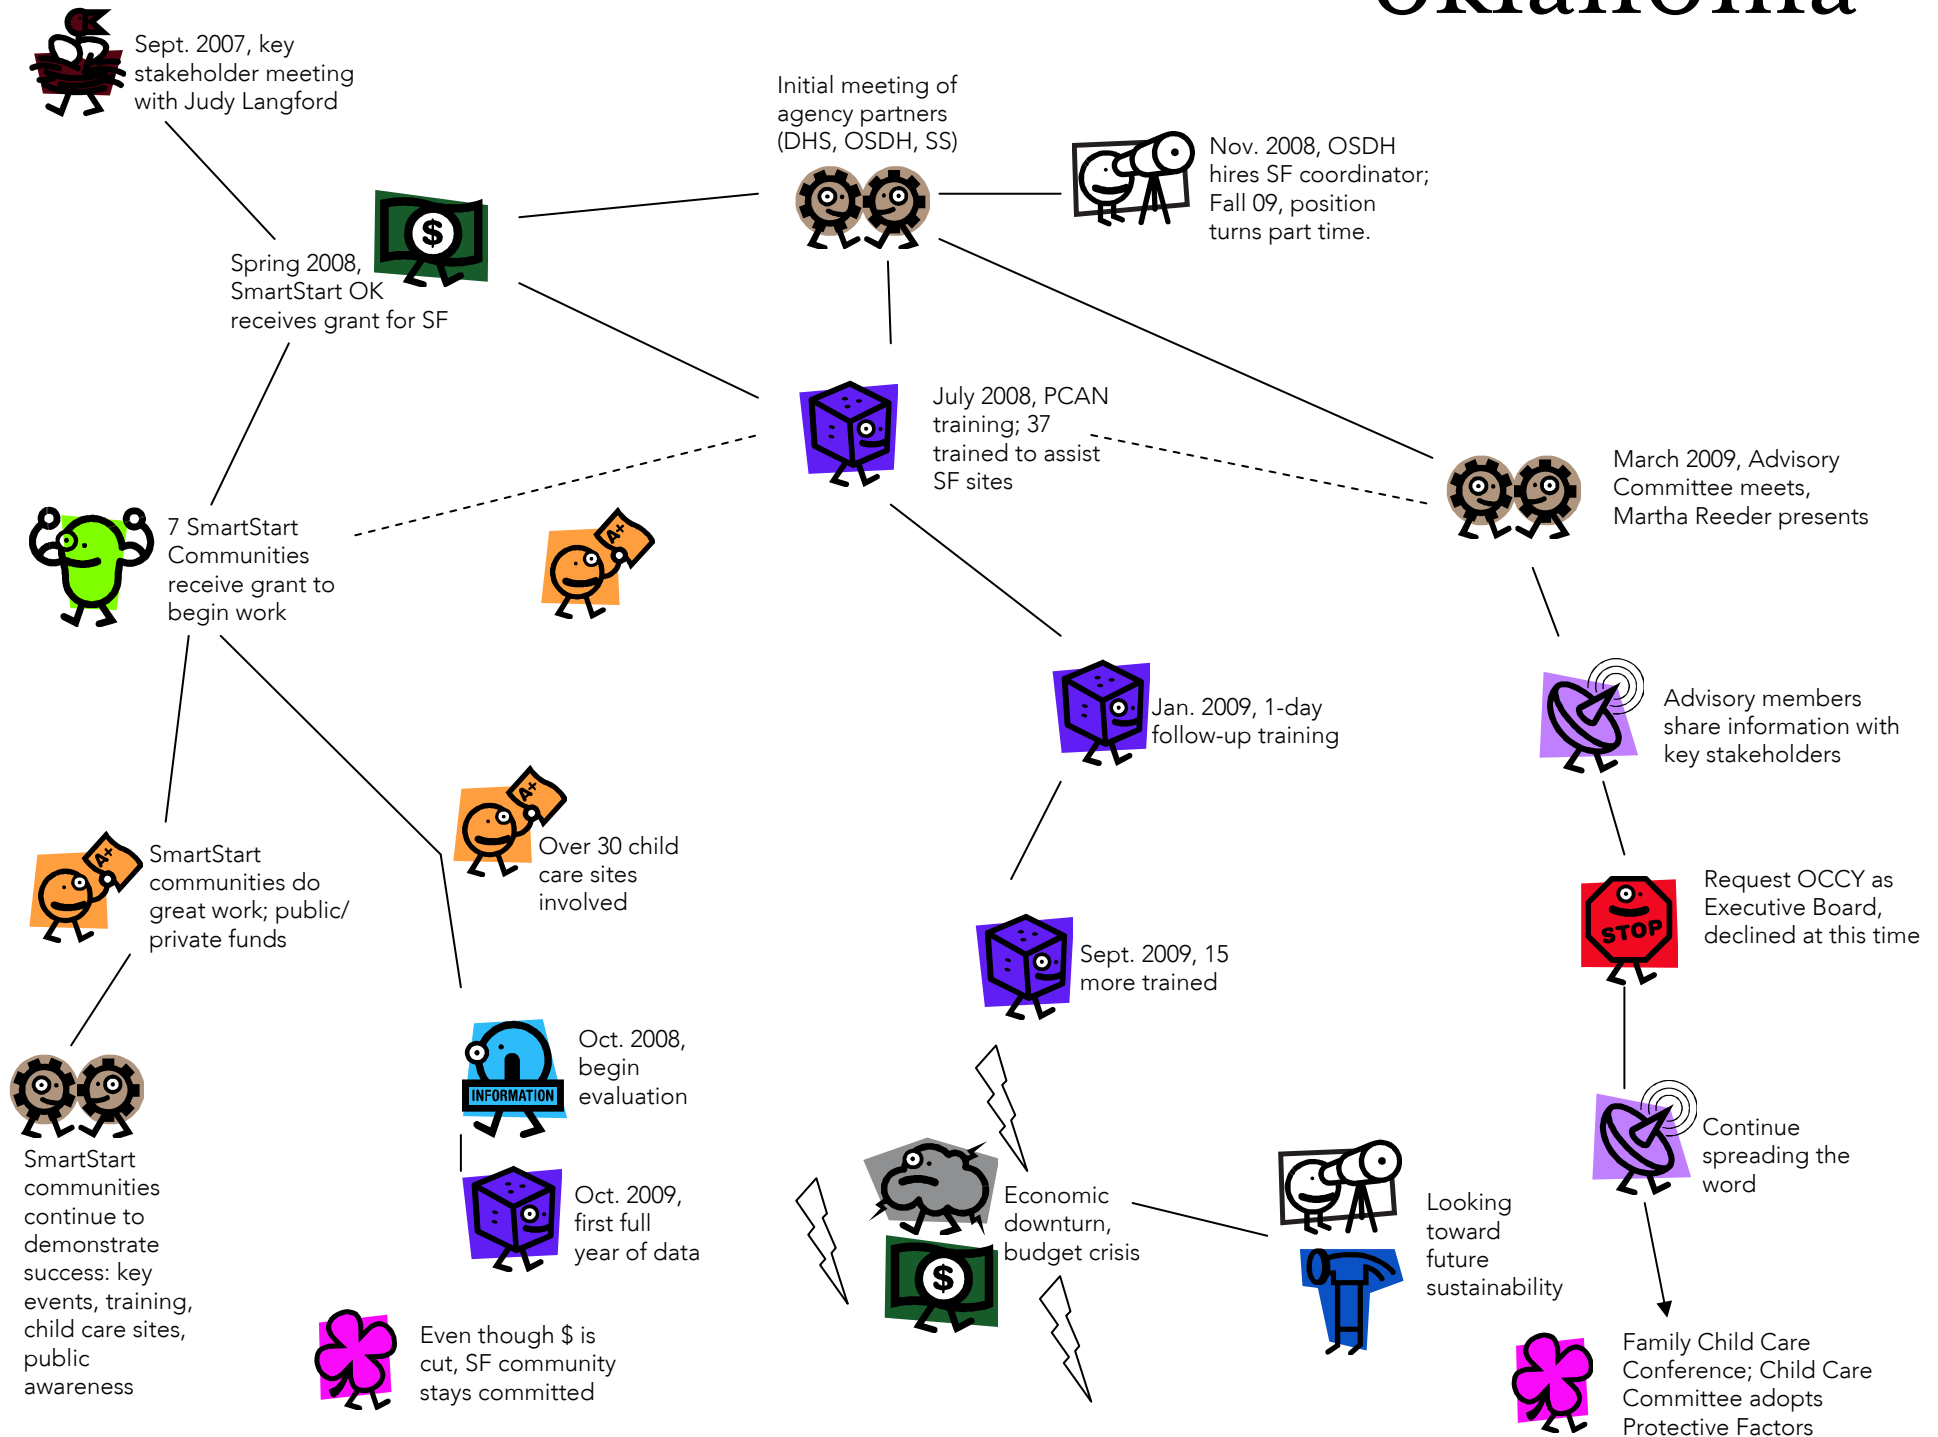 oklahoma
Sept. 2007, key
stakeholder meeting
with Judy Langford
Initial meeting of
agency partners
(DHS, OSDH, SS)
Nov. 2008, OSDH
hires SF coordinator;
Fall 09, position
turns part time.
$
Spring 2008,
SmartStart OK
receives grant for SF
July 2008, PCAN
training; 37
trained to assist
SF sites
March 2009, Advisory
Committee meets,
Martha Reeder presents
7 SmartStart
Communities
receive grant to
begin work
A+
Jan. 2009, 1-day
follow-up training
Advisory members
share information with
key stakeholders
A+
Over 30 child
care sites
involved
A+
SmartStart
communities do
great work; public/
private funds
STOP
Request OCCY as
Executive Board,
declined at this time
Sept. 2009, 15
more trained
INFORMATION
Oct. 2008,
begin
evaluation
Continue
spreading the
word
SmartStart
communities
continue to
demonstrate
success: key
events, training,
child care sites,
public
awareness
Oct. 2009,
first full
year of data
Economic
downturn,
budget crisis
$
Looking
toward
future
sustainability
Even though $ is
cut, SF community
stays committed
Family Child Care
Conference; Child Care
Committee adopts
Protective Factors